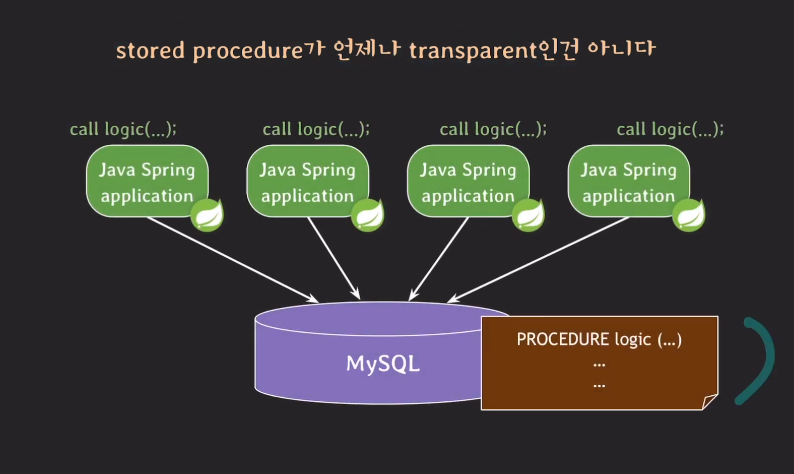 stored procedure가 언제나 transparent인건 아니다
call logic(...);
call logic(...);
call logic(...);
call logic(...);
Java Spring
application
Java Spring
application
Java Spring
application
Java Spring
application
MySQL
PROCEDURE logic (...)
...
...